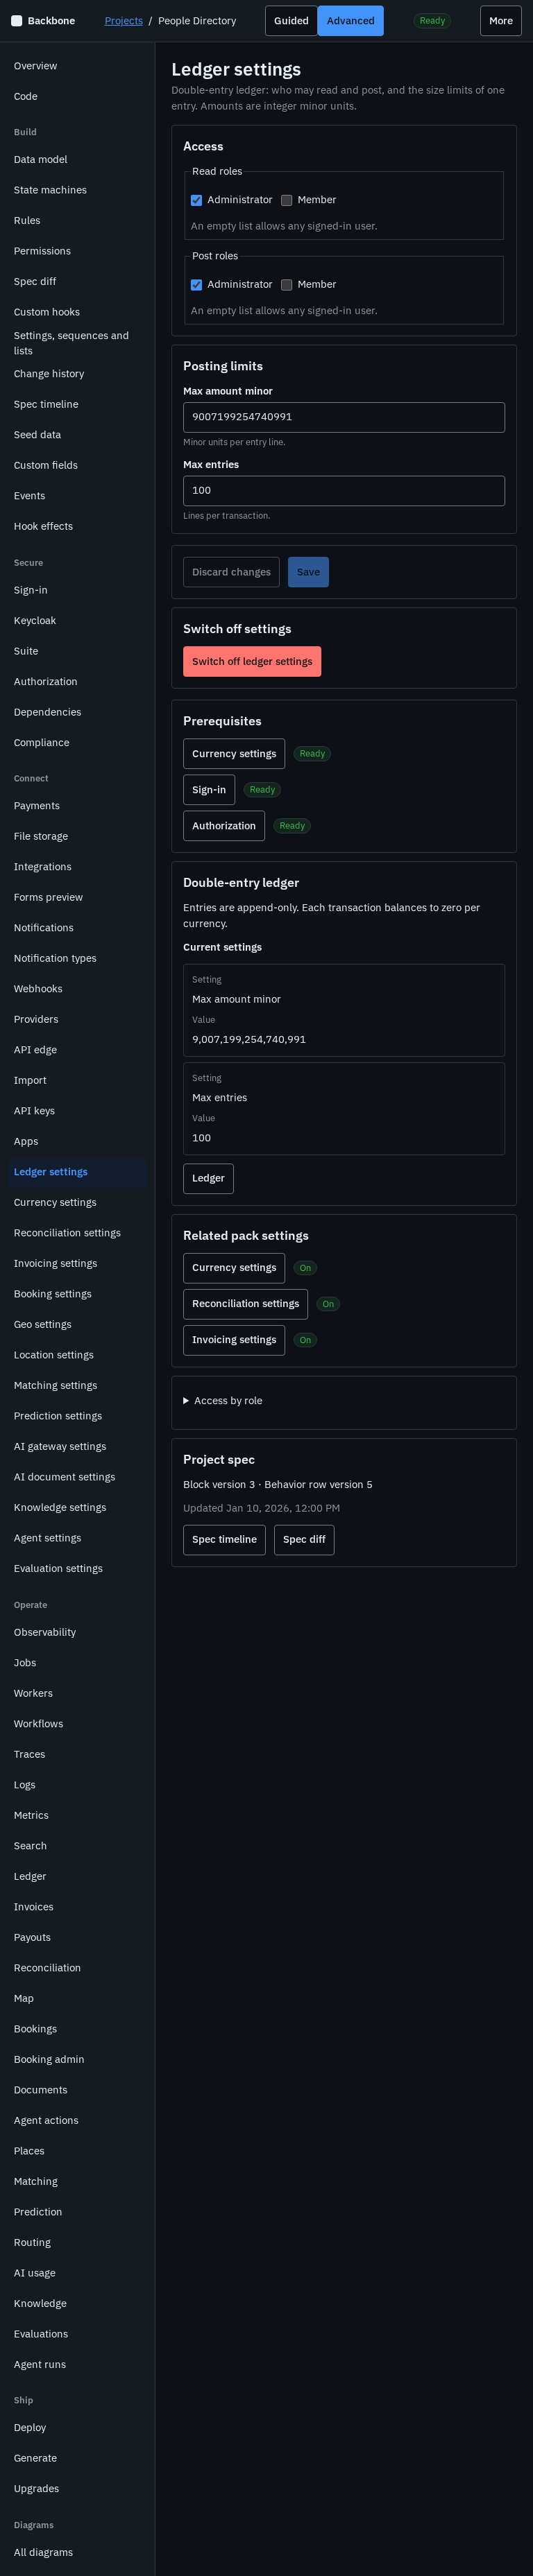 Backbone
Projects / People Directory
Guided
Advanced
Ready
More
Overview
Code
Build
Data model
State machines
Rules
Permissions
Spec diff
Custom hooks
Settings, sequences and
lists
Change history
Spec timeline
Seed data
Custom fields
Events
Hook effects
Secure
Sign-in
Keycloak
Suite
Authorization
Dependencies
Compliance
Connect
Payments
File storage
Integrations
Forms preview
Notifications
Notification types
Webhooks
Providers
API edge
Import
API keys
Apps
Ledger settings
Currency settings
Reconciliation settings
Invoicing settings
Booking settings
Geo settings
Location settings
Matching settings
Prediction settings
AI gateway settings
AI document settings
Knowledge settings
Agent settings
Evaluation settings
Operate
Observability
Jobs
Workers
Workflows
Traces
Logs
Metrics
Search
Ledger
Invoices
Payouts
Reconciliation
Map
Bookings
Booking admin
Documents
Agent actions
Places
Matching
Prediction
Routing
AI usage
Knowledge
Evaluations
Agent runs
Ship
Deploy
Generate
Upgrades
Diagrams
All diagrams
Ledger settings
Double-entry ledger: who may read and post, and the size limits of one
entry. Amounts are integer minor units.
Access
Read roles
Administrator Member
An empty list allows any signed-in user.
Post roles
Administrator Member
An empty list allows any signed-in user.
Posting limits
Max amount minor
9007199254740991
Minor units per entry line.
Max entries
100
Lines per transaction.
Discard changes Save
Switch off settings
Switch off ledger settings
Prerequisites
Currency settings Ready
Sign-in Ready
Authorization Ready
Double-entry ledger
Entries are append-only. Each transaction balances to zero per
currency.
Current settings
Setting
Max amount minor
Value
9,007,199,254,740,991
Setting
Max entries
Value
100
Ledger
Related pack settings
Currency settings On
Reconciliation settings On
Invoicing settings On
Access by role
Project spec
Block version 3 · Behavior row version 5
Updated Jan 10, 2026, 12:00 PM
Spec timeline Spec diff